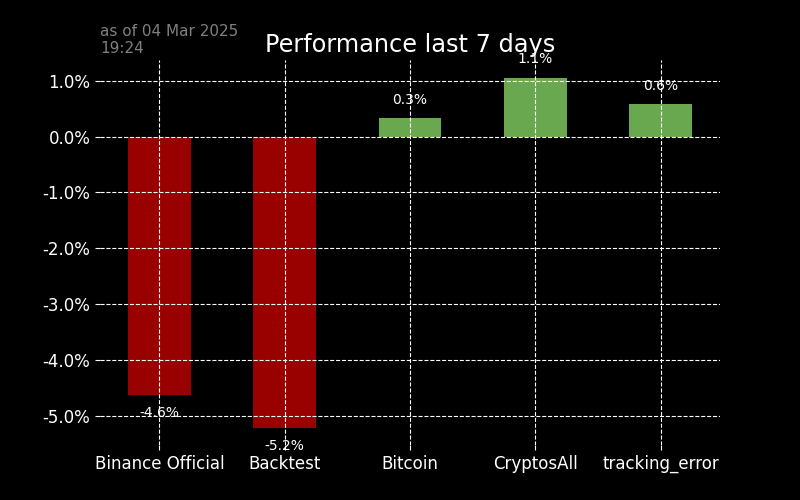 as of 04 Mar 2025
19:24
Performance last 7 days
1.0%
0.0%
-1.0%
-2.0%
-3.0%
-4.0%
-5.0%
-4.6%
-5.2%
0.3%
1.1%
0.6%
Binance Official
Backtest
Bitcoin
CryptosAll
tracking_error